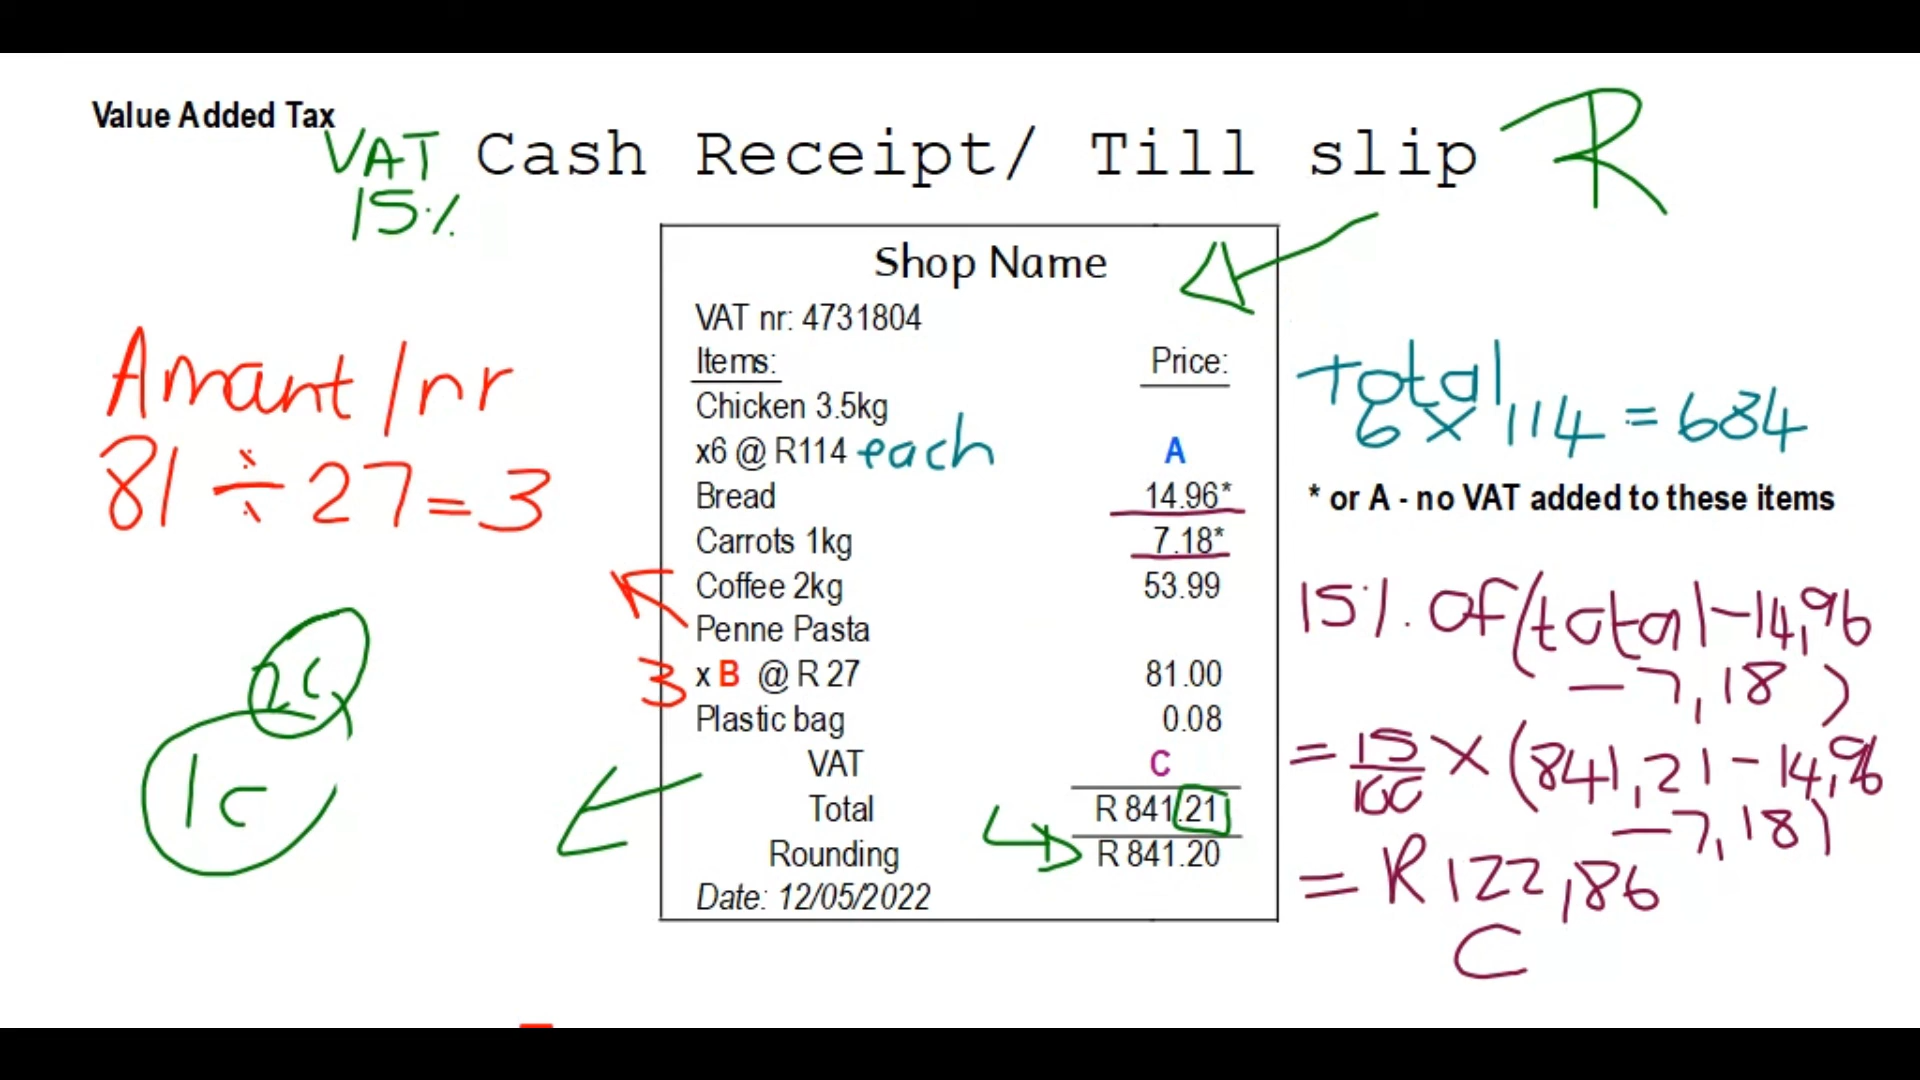 Value Added Tax
VAT
15%
Cash Receipt/ Till slip
R
Shop Name
VAT nr: 4731804
Items: Price:
Chicken 3.5kg
x6 @ R114 each A
Bread 14.96*
Carrots 1kg 7.18*
Coffee 2kg 53.99
Penne Pasta
3 x B @ R 27 81.00
Plastic bag 0.08
VAT C
Total R 841.21
Rounding R 841.20
Date: 12/05/2022
Amount/nr
81 ÷ 27 = 3
2c
1c
Total
6 × 114 = 684
* or A - no VAT added to these items
15% of (total - 14,96
- 7,18)
= 15/100 × (841,21 - 14,96
- 7,18)
= R 122,86
C